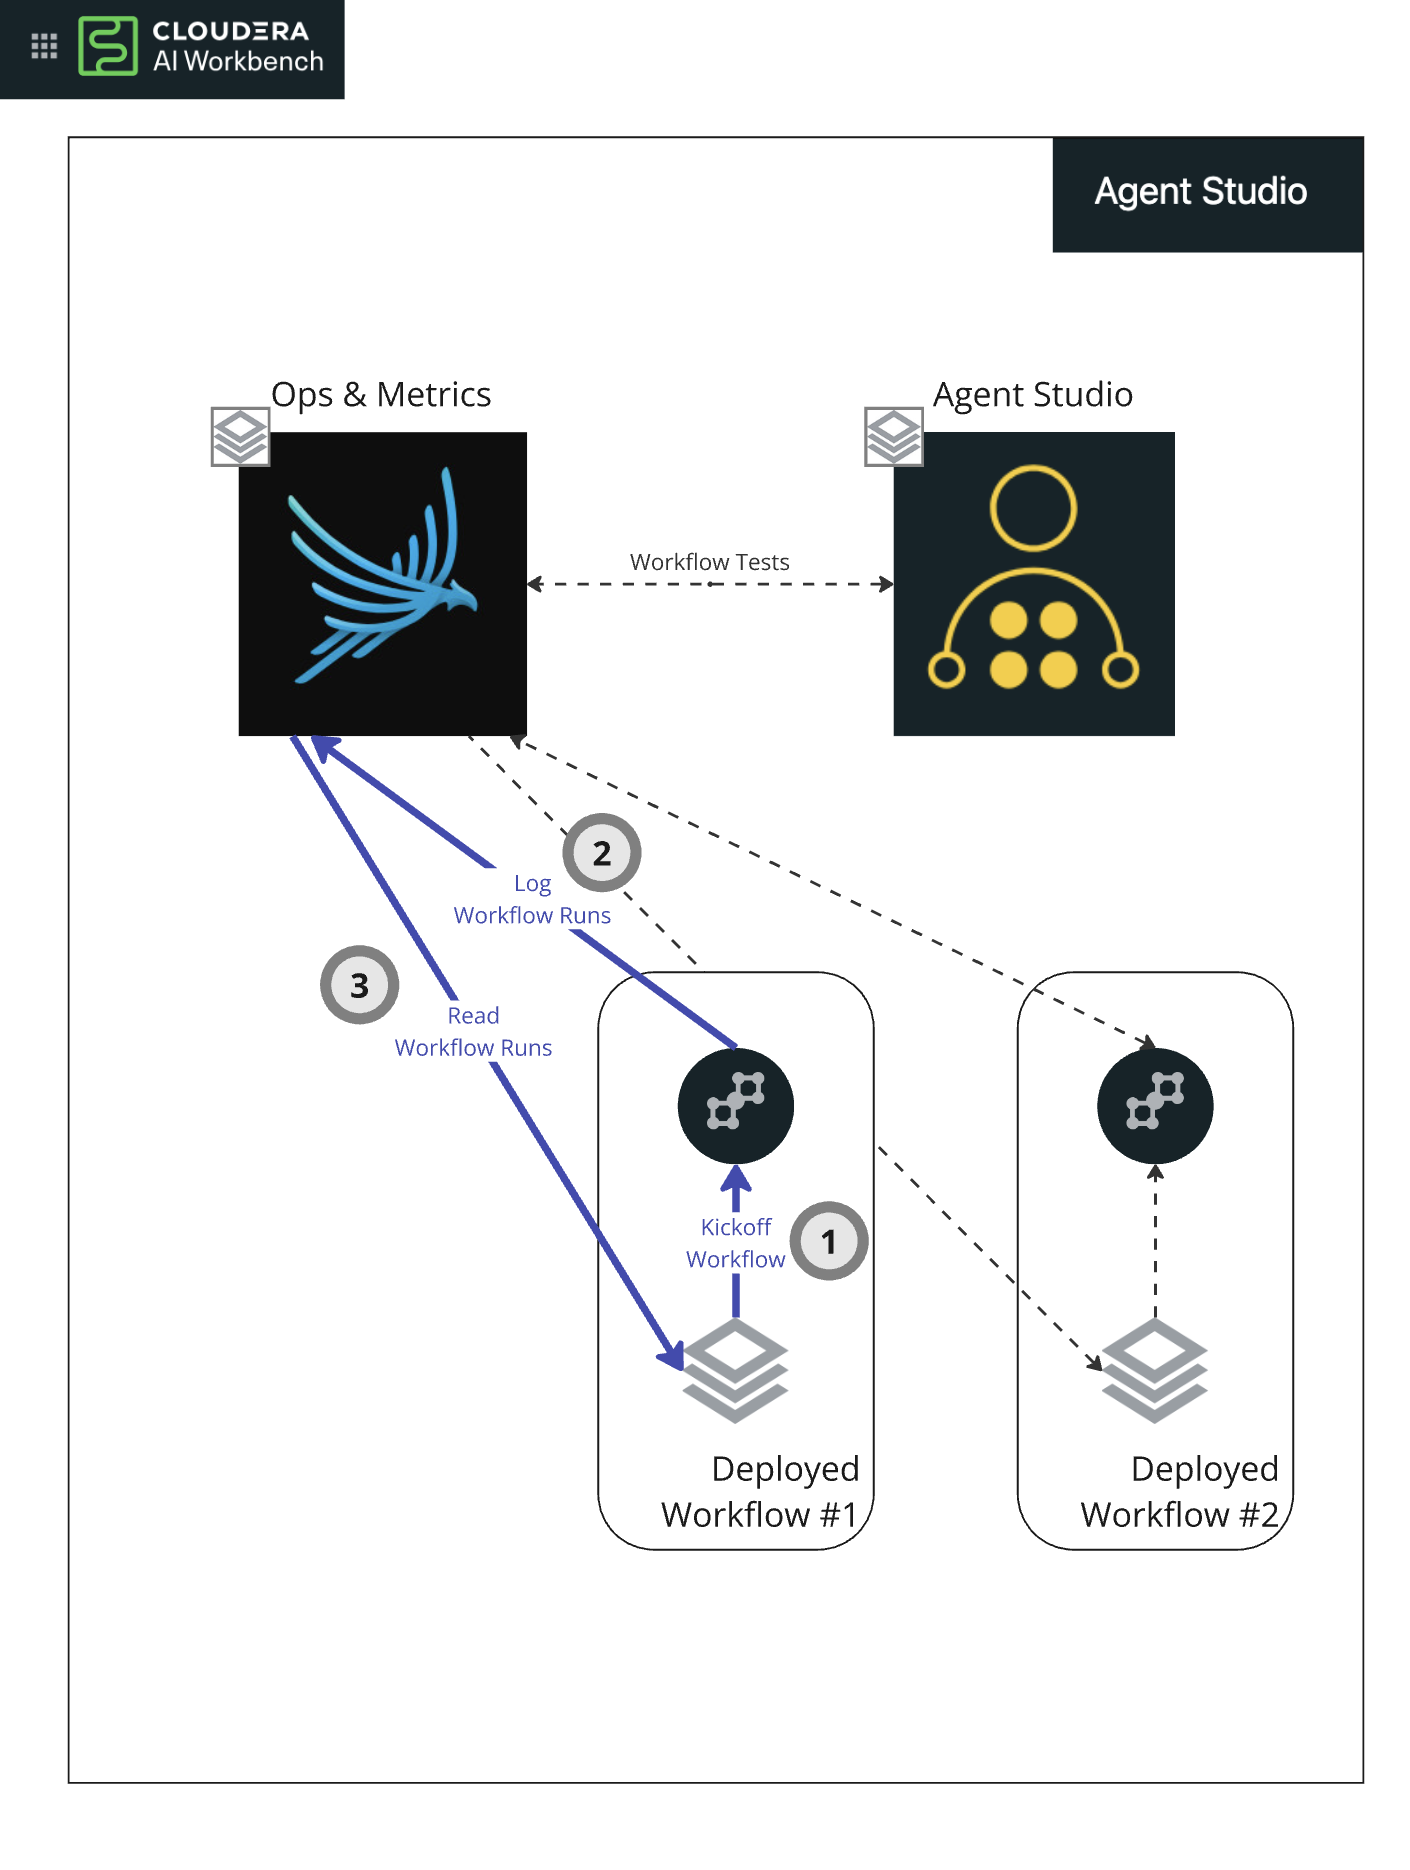 CLOUDERA
AI Workbench
Agent Studio
Ops & Metrics
Agent Studio
Workflow Tests
2
Log
Workflow Runs
3
Read
Workflow Runs
Kickoff
Workflow
1
Deployed
Workflow #1
Deployed
Workflow #2